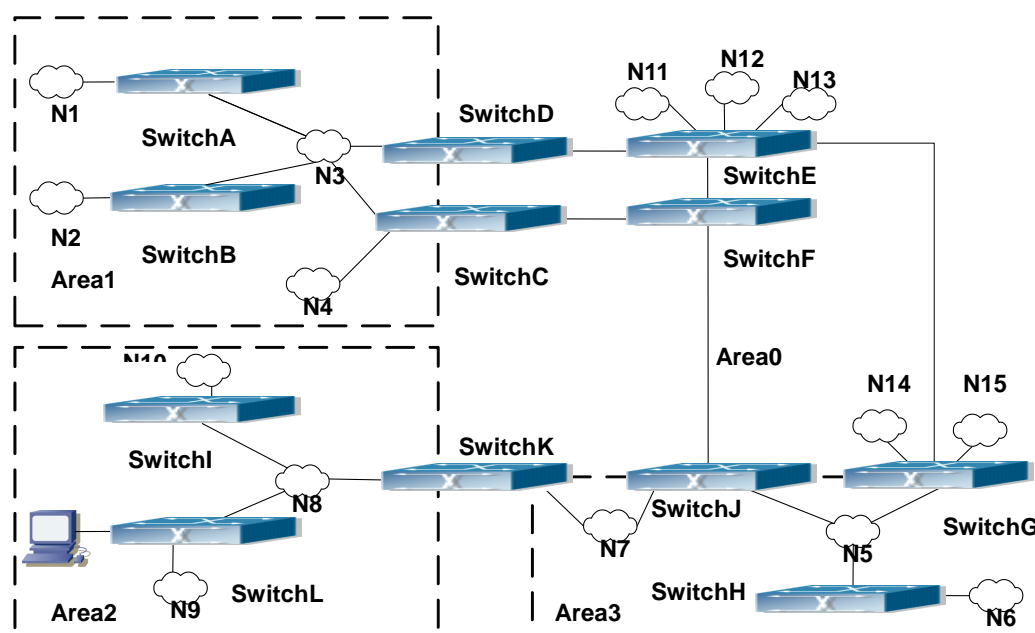 N11
N12
N13
N1
SwitchA
SwitchD
N3
SwitchE
N2
SwitchB
Area1
N4
SwitchC
SwitchF
Area0
N14
N15
SwitchI
SwitchK
N8
SwitchJ
SwitchG
N7
N5
Area2
N9
SwitchL
Area3
SwitchH
N6